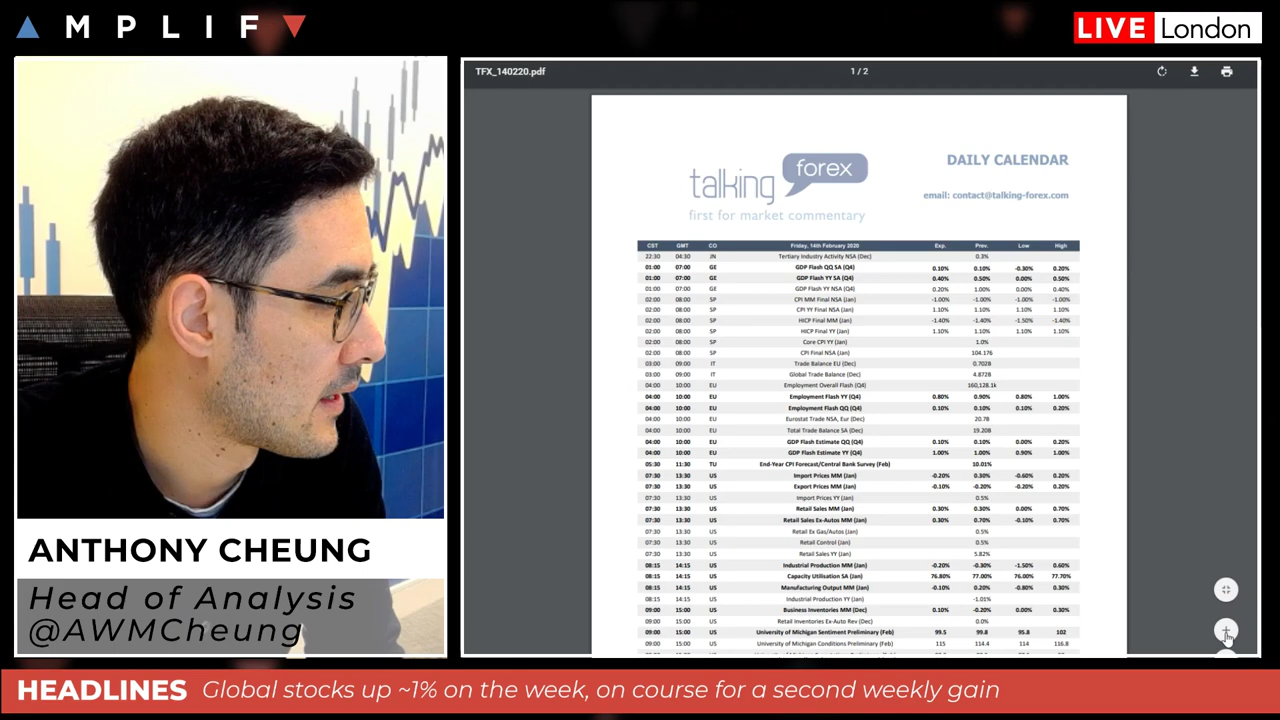 ▲ M P L I F ▼
LIVE London
TFX_140220.pdf
1 / 2
talking forex
first for market commentary
DAILY CALENDAR
email: contact@talking-forex.com
CST GMT CO Friday, 14th February 2020 Exp. Prev. Low High
22:30 04:30 JN Tertiary Industry Activity NSA (Dec) 0.3%
01:00 07:00 GE GDP Flash QQ SA (Q4) 0.10% 0.10% -0.30% 0.20%
01:00 07:00 GE GDP Flash YY SA (Q4) 0.40% 0.50% 0.00% 0.50%
01:00 07:00 GE GDP Flash YY NSA (Q4) 0.20% 1.00% 0.00% 0.40%
02:00 08:00 SP CPI MM Final NSA (Jan) -1.00% -1.00% -1.00% -1.00%
02:00 08:00 SP CPI YY Final NSA (Jan) 1.10% 1.10% 1.10% 1.10%
02:00 08:00 SP HICP Final MM (Jan) -1.40% -1.40% -1.50% -1.40%
02:00 08:00 SP HICP Final YY (Jan) 1.10% 1.10% 1.10% 1.10%
02:00 08:00 SP Core CPI YY (Jan) 1.0%
02:00 08:00 SP CPI Final NSA (Jan) 104.176
03:00 09:00 IT Trade Balance EU (Dec) 0.702B
03:00 09:00 IT Global Trade Balance (Dec) 4.872B
04:00 10:00 EU Employment Overall Flash (Q4) 160,128.1k
04:00 10:00 EU Employment Flash YY (Q4) 0.80% 0.90% 0.80% 1.00%
04:00 10:00 EU Employment Flash QQ (Q4) 0.10% 0.10% 0.10% 0.20%
04:00 10:00 EU Eurostat Trade NSA, Eur (Dec) 20.7B
04:00 10:00 EU Total Trade Balance SA (Dec) 19.20B
04:00 10:00 EU GDP Flash Estimate QQ (Q4) 0.10% 0.10% 0.00% 0.20%
04:00 10:00 EU GDP Flash Estimate YY (Q4) 1.00% 1.00% 0.90% 1.00%
05:30 11:30 TU End-Year CPI Forecast/Central Bank Survey (Feb) 10.01%
07:30 13:30 US Import Prices MM (Jan) -0.20% 0.30% -0.60% 0.20%
07:30 13:30 US Export Prices MM (Jan) -0.10% -0.20% -0.20% 0.20%
07:30 13:30 US Import Prices YY (Jan) 0.5%
07:30 13:30 US Retail Sales MM (Jan) 0.30% 0.30% 0.00% 0.70%
07:30 13:30 US Retail Sales Ex-Autos MM (Jan) 0.30% 0.70% -0.10% 0.70%
07:30 13:30 US Retail Ex Gas/Autos (Jan) 0.5%
07:30 13:30 US Retail Control (Jan) 0.5%
07:30 13:30 US Retail Sales YY (Jan) 5.82%
08:15 14:15 US Industrial Production MM (Jan) -0.20% -0.30% -1.50% 0.60%
08:15 14:15 US Capacity Utilisation SA (Jan) 76.80% 77.00% 76.00% 77.70%
08:15 14:15 US Manufacturing Output MM (Jan) -0.10% 0.20% -0.80% 0.30%
08:15 14:15 US Industrial Production YY (Jan) -1.01%
09:00 15:00 US Business Inventories MM (Dec) 0.10% -0.20% 0.00% 0.30%
09:00 15:00 US Retail Inventories Ex-Auto Rev (Dec) 0.0%
09:00 15:00 US University of Michigan Sentiment Preliminary (Feb) 99.5 99.8 95.8 102
09:00 15:00 US University of Michigan Conditions Preliminary (Feb) 115 114.4 114 116.8
ANTHONY CHEUNG
Head of Analysis
@AWMCheung
HEADLINES Global stocks up ~1% on the week, on course for a second weekly gain